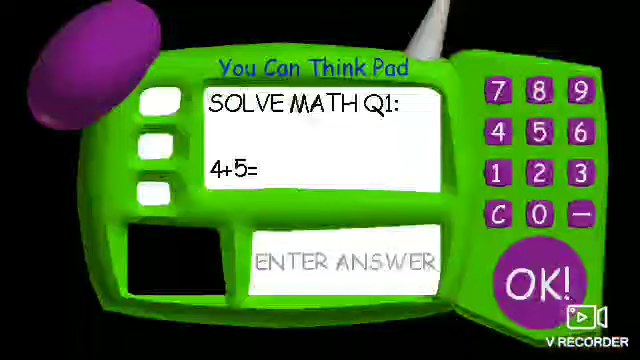 You Can Think Pad
SOLVE MATH Q1:
4+5=
ENTER ANSWER
7 8 9
4 5 6
1 2 3
C 0 —
OK!
V RECORDER